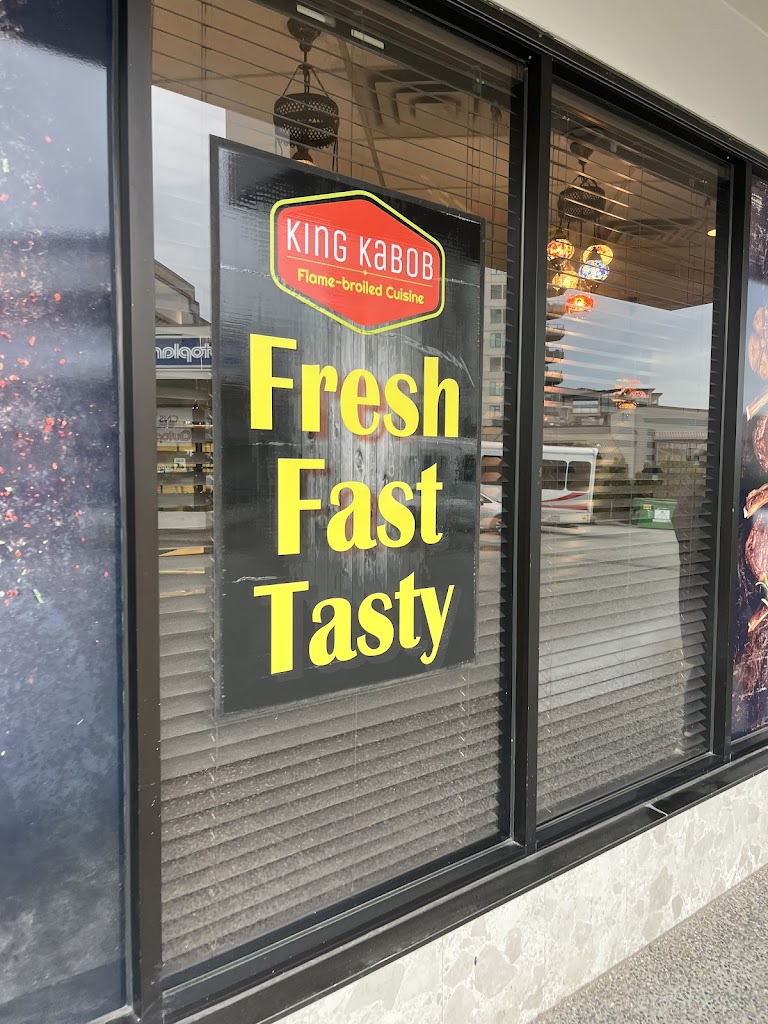 KING KABOB
Flame-broiled Cuisine
Fresh
Fast
Tasty